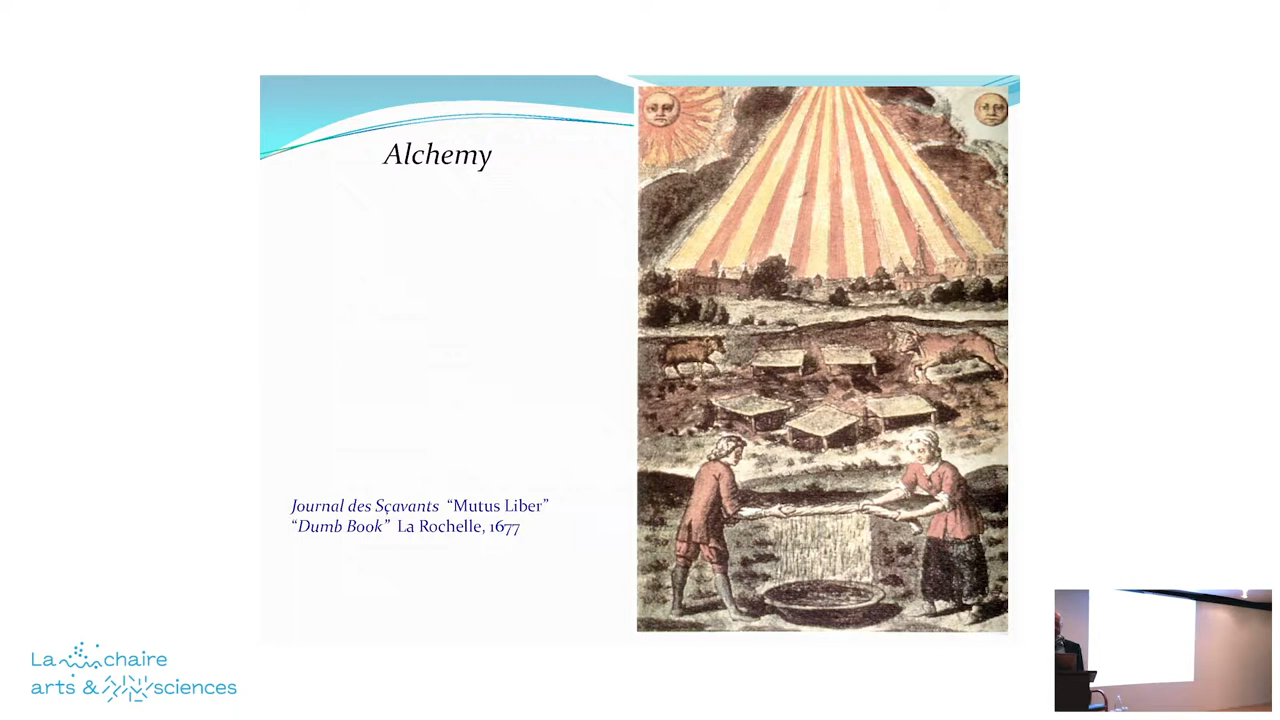 Alchemy
Journal des Sçavants “Mutus Liber”
“Dumb Book” La Rochelle, 1677
La chaire
arts & sciences